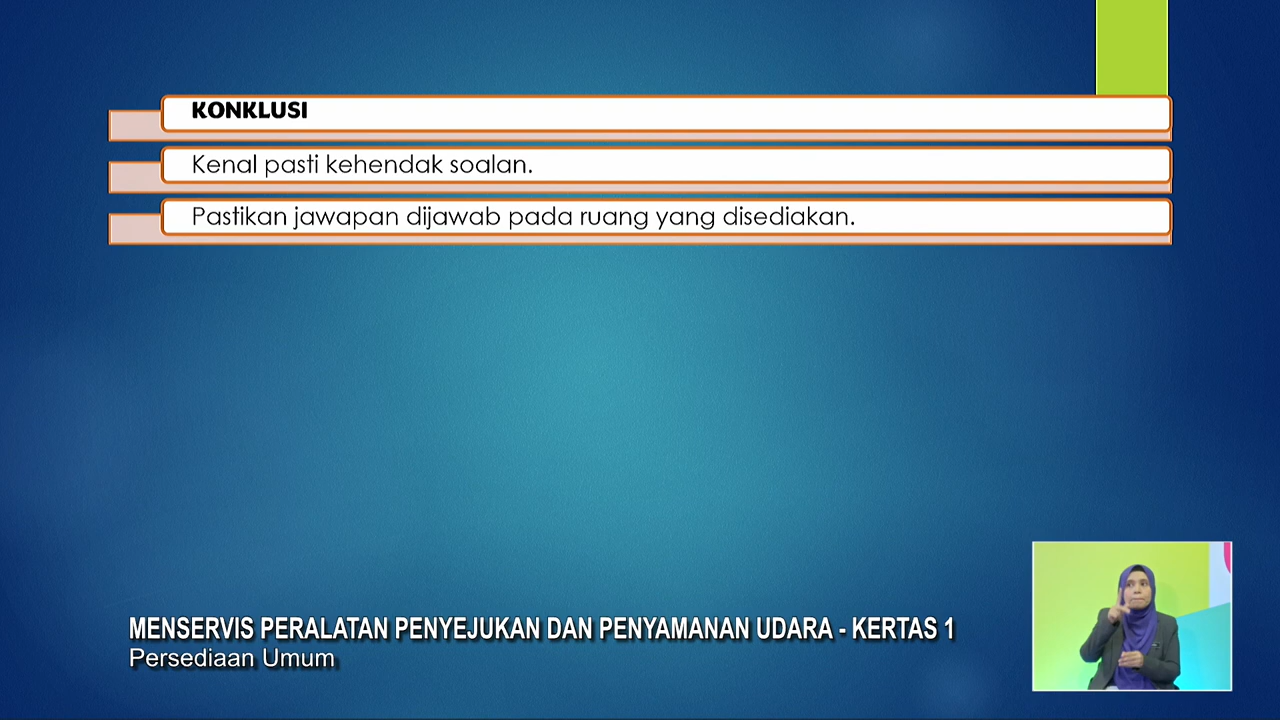 KONKLUSI
Kenal pasti kehendak soalan.
Pastikan jawapan dijawab pada ruang yang disediakan.
MENSERVIS PERALATAN PENYEJUKAN DAN PENYAMANAN UDARA - KERTAS 1
Persediaan Umum